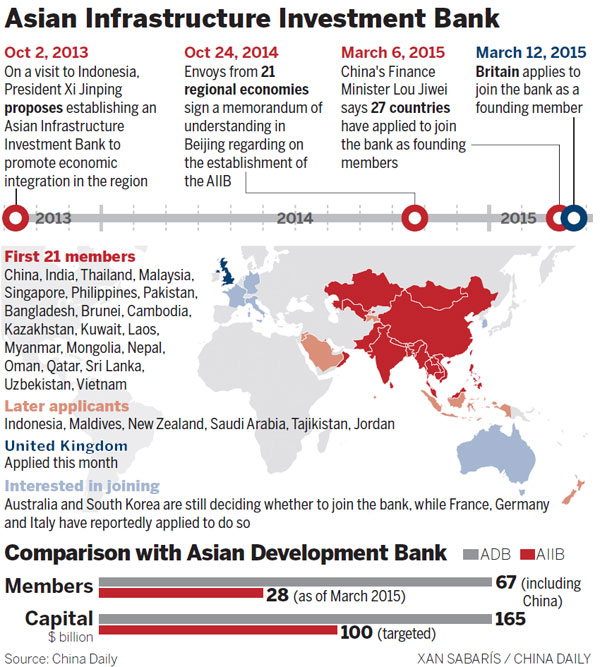 Asian Infrastructure Investment Bank
Oct 2, 2013
On a visit to Indonesia,
President Xi Jinping
proposes establishing an
Asian Infrastructure
Investment Bank to
promote economic
integration in the region
Oct 24, 2014
Envoys from 21
regional economies
sign a memorandum of
understanding in
Beijing regarding on
the establishment of
the AIIB
March 6, 2015
China's Finance
Minister Lou Jiwei
says 27 countries
have applied to join
the bank as founding
members
March 12, 2015
Britain applies to
join the bank as a
founding member
2013
2014
2015
First 21 members
China, India, Thailand, Malaysia,
Singapore, Philippines, Pakistan,
Bangladesh, Brunei, Cambodia,
Kazakhstan, Kuwait, Laos,
Myanmar, Mongolia, Nepal,
Oman, Qatar, Sri Lanka,
Uzbekistan, Vietnam
Later applicants
Indonesia, Maldives, New Zealand, Saudi Arabia, Tajikistan, Jordan
United Kingdom
Applied this month
Interested in joining
Australia and South Korea are still deciding whether to join the bank, while France, Germany
and Italy have reportedly applied to do so
Comparison with Asian Development Bank
ADB AIIB
Members
67 (including
China)
28 (as of March 2015)
Capital
$ billion
165
100 (targeted)
Source: China Daily
XAN SABARÍS / CHINA DAILY